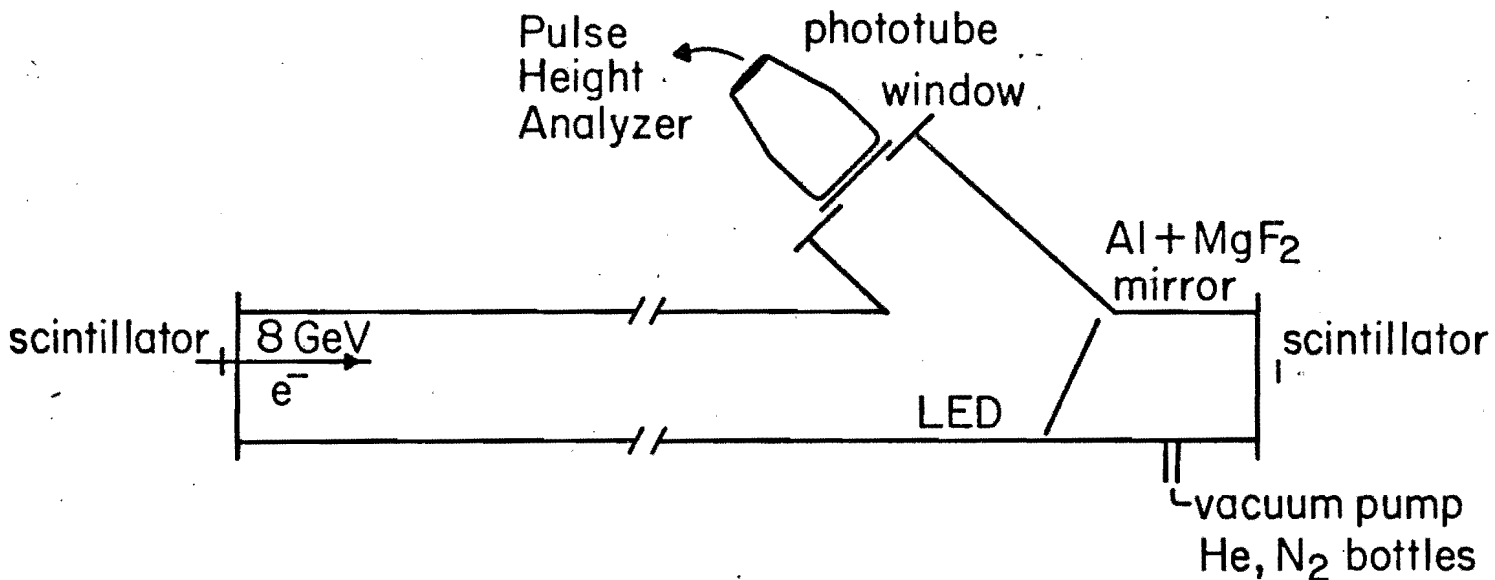 Pulse
Height
Analyzer
phototube
window
Al+MgF₂
mirror
scintillator
8 GeV
e⁻
LED
scintillator
vacuum pump
He, N₂ bottles